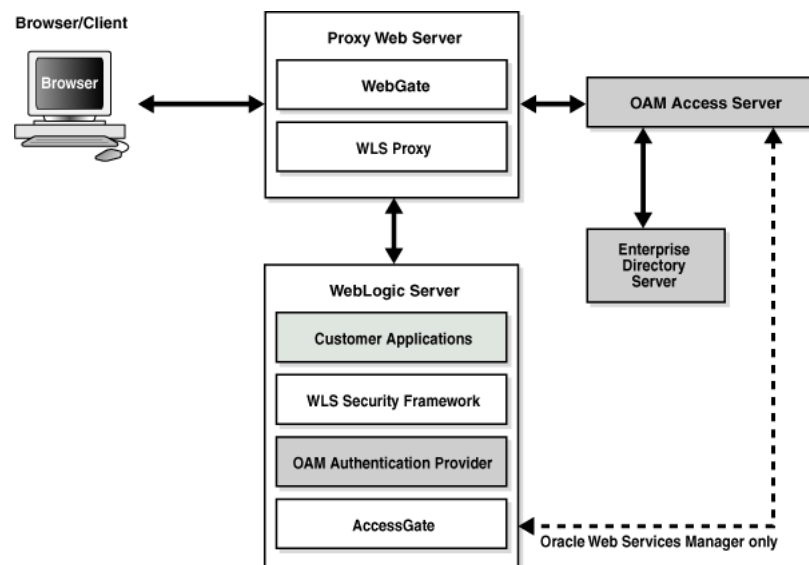 Browser/Client
Browser
Proxy Web Server
WebGate
WLS Proxy
OAM Access Server
Enterprise
Directory
Server
WebLogic Server
Customer Applications
WLS Security Framework
OAM Authentication Provider
AccessGate
Oracle Web Services Manager only